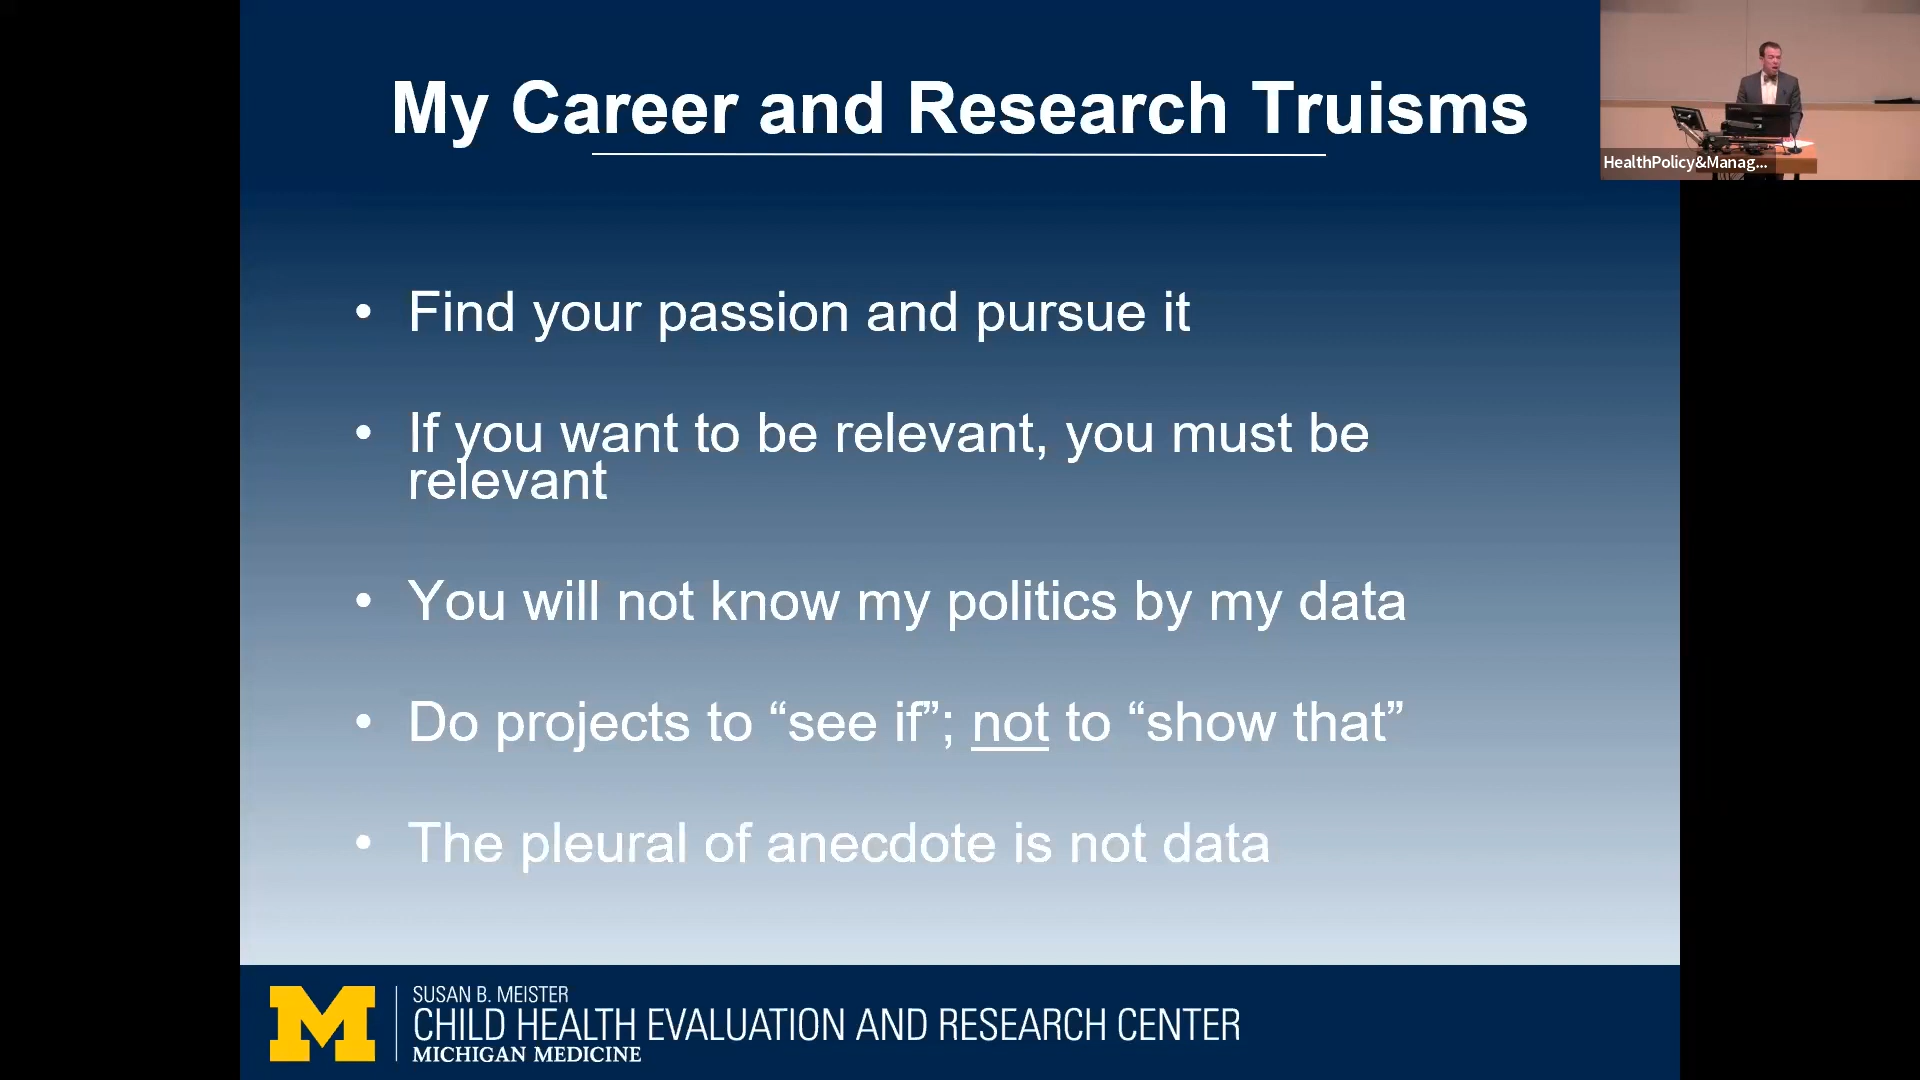 My Career and Research Truisms
HealthPolicy&Manag...
• Find your passion and pursue it
• If you want to be relevant, you must be
relevant
• You will not know my politics by my data
• Do projects to “see if”; not to “show that”
• The pleural of anecdote is not data
M
SUSAN B. MEISTER
CHILD HEALTH EVALUATION AND RESEARCH CENTER
MICHIGAN MEDICINE